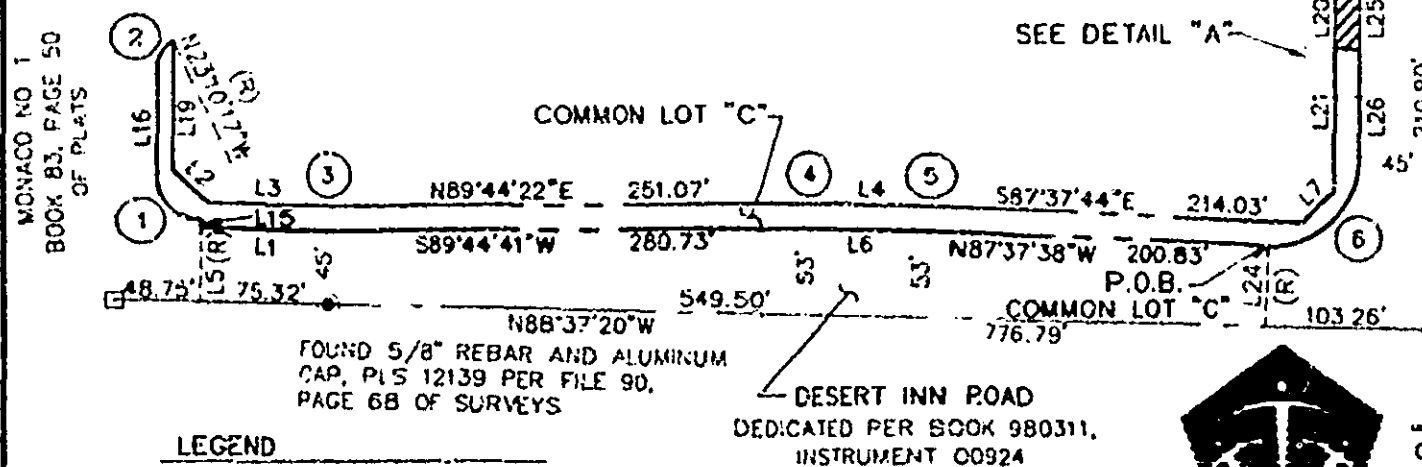 MONACO NO 1
BOOK 83, PAGE 50
OF PLATS
2
N23°10'17"W
(R)
L16
L19
L2
1
L3
3
N89°44'22"E
251.07'
COMMON LOT "C"
4
L4
5
S87°37'44"E
214.03'
SEE DETAIL "A"
L20
L25
L21
L26
45'
L7
6
L15
L1
L5 (R)
45'
S89°44'41"W
280.73'
L6
N87°37'38"W
200.83'
53'
53'
P.O.B.
L24
(R)
48.75'
75.32'
549.50'
COMMON LOT "C"
103.26'
N88°37'20"W
776.79'
FOUND 5/8" REBAR AND ALUMINUM
CAP, PLS 12139 PER FILE 90,
PAGE 68 OF SURVEYS
DESERT INN ROAD
DEDICATED PER BOOK 980311,
INSTRUMENT 00924
LEGEND